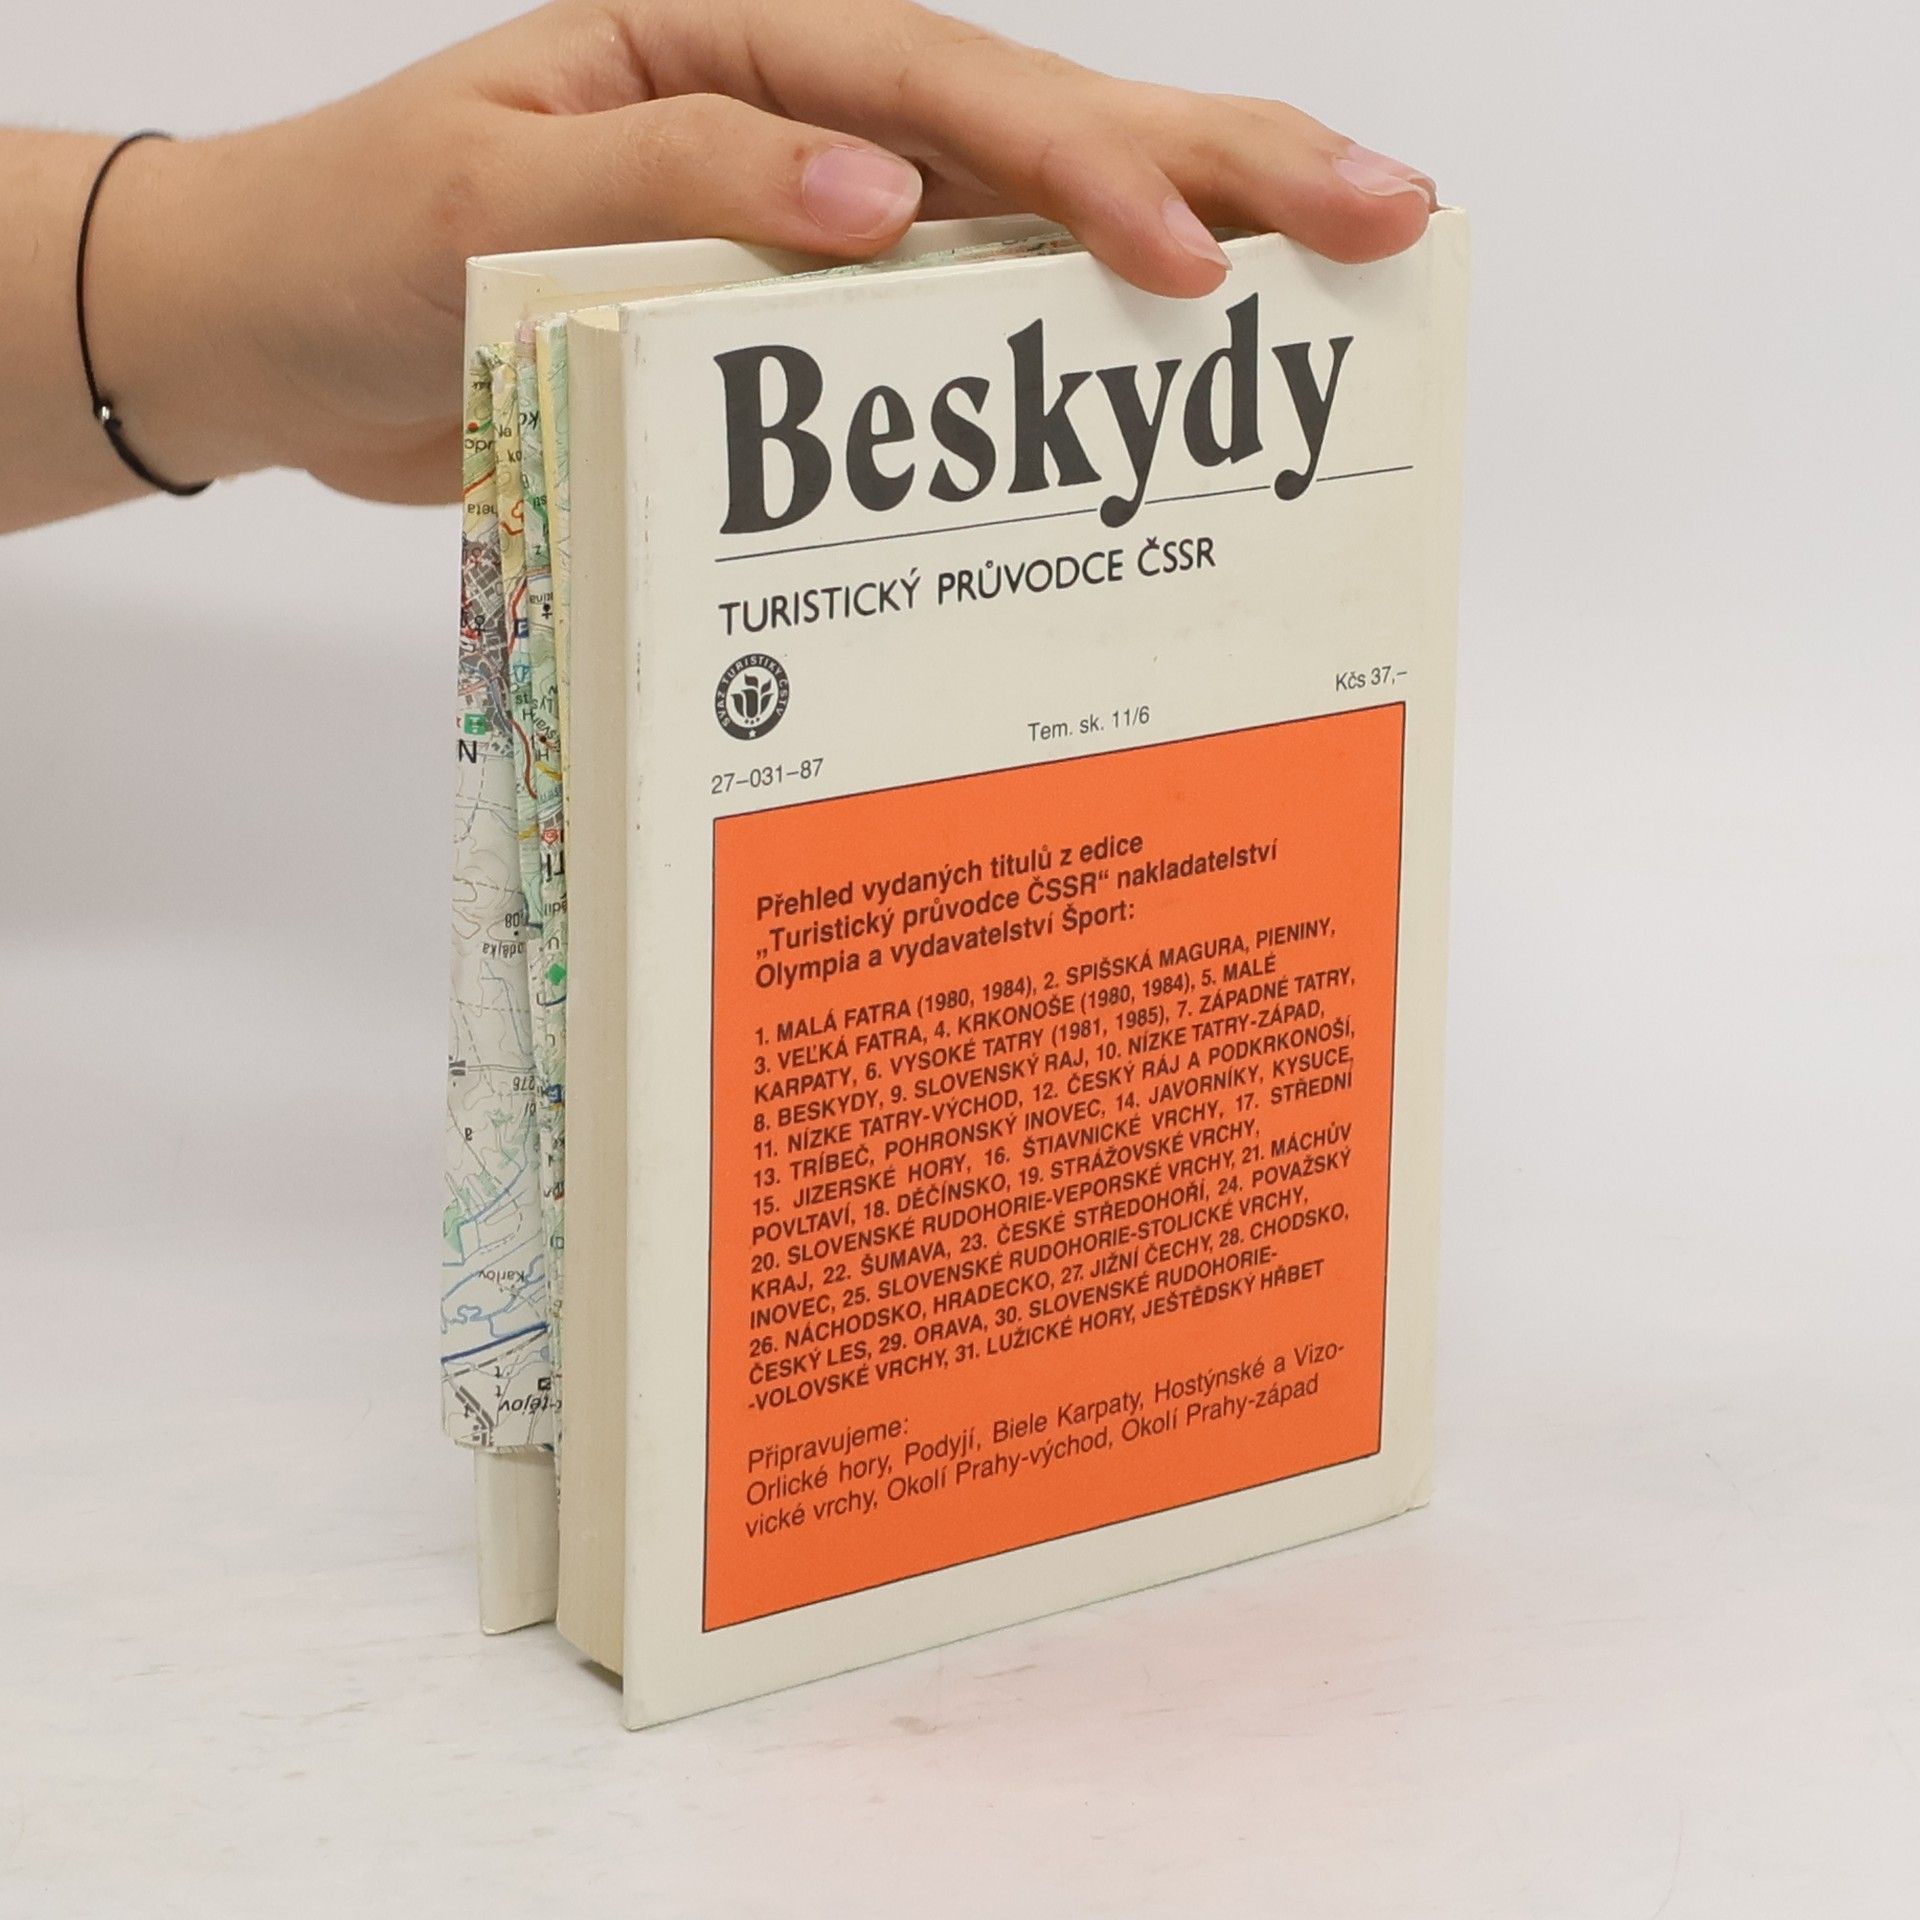 Beskydy
TURISTICKÝ PRŮVODCE ČSSR
SVAZ TURISTIKY ČSTV
Kčs 37,–
Tem. sk. 11/6
27–031–87
Přehled vydaných titulů z edice
„Turistický průvodce ČSSR“ nakladatelství
Olympia a vydavatelství Šport:
1. MALÁ FATRA (1980, 1984), 2. SPIŠSKÁ MAGURA, PIENINY,
3. VEĽKÁ FATRA, 4. KRKONOŠE (1980, 1984), 5. MALÉ
KARPATY, 6. VYSOKÉ TATRY (1981, 1985), 7. ZÁPADNÉ TATRY,
8. BESKYDY, 9. SLOVENSKÝ RAJ, 10. NÍZKE TATRY-ZÁPAD,
11. NÍZKE TATRY-VÝCHOD, 12. ČESKÝ RÁJ A PODKRKONOŠÍ,
13. TRÍBEČ, POHRONSKÝ INOVEC, 14. JAVORNÍKY, KYSUCE,
15. JIZERSKÉ HORY, 16. ŠTIAVNICKÉ VRCHY, 17. STŘEDNÍ
POVLTAVÍ, 18. DĚČÍNSKO, 19. STRÁŽOVSKÉ VRCHY,
20. SLOVENSKÉ RUDOHORIE-VEPORSKÉ VRCHY, 21. MÁCHŮV
KRAJ, 22. ŠUMAVA, 23. ČESKÉ STŘEDOHOŘÍ, 24. POVAŽSKÝ
INOVEC, 25. SLOVENSKÉ RUDOHORIE-STOLICKÉ VRCHY,
26. NÁCHODSKO, HRADECKO, 27. JIŽNÍ ČECHY, 28. CHODSKO,
ČESKÝ LES, 29. ORAVA, 30. SLOVENSKÉ RUDOHORIE-
-VOLOVSKÉ VRCHY, 31. LUŽICKÉ HORY, JEŠTĚDSKÝ HŘBET
Připravujeme:
Orlické hory, Podyjí, Biele Karpaty, Hostýnské a Vizo-
vické vrchy, Okolí Prahy-východ, Okolí Prahy-západ
Karlov